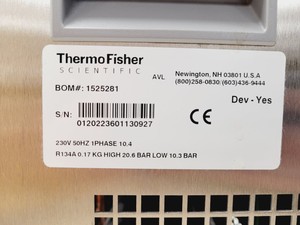 ThermoFisher
SCIENTIFIC
AVL
Newington, NH 03801 U.S.A
(800)258-0830/(603)436-9444
BOM#: 1525281
Dev - Yes
S/N:
0120223601130927
CE
230V 50HZ 1PHASE 10.4
R134A 0.17 KG HIGH 20.6 BAR LOW 10.3 BAR